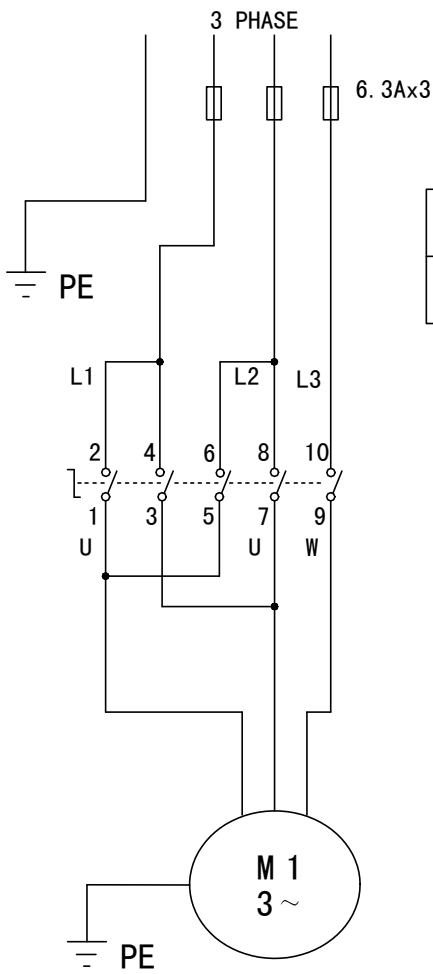 3 PHASE
6.3Ax3
PE
L1 L2 L3
2 4 6 8 10
1 3 5 7 9
U U W
M 1
3～
PE